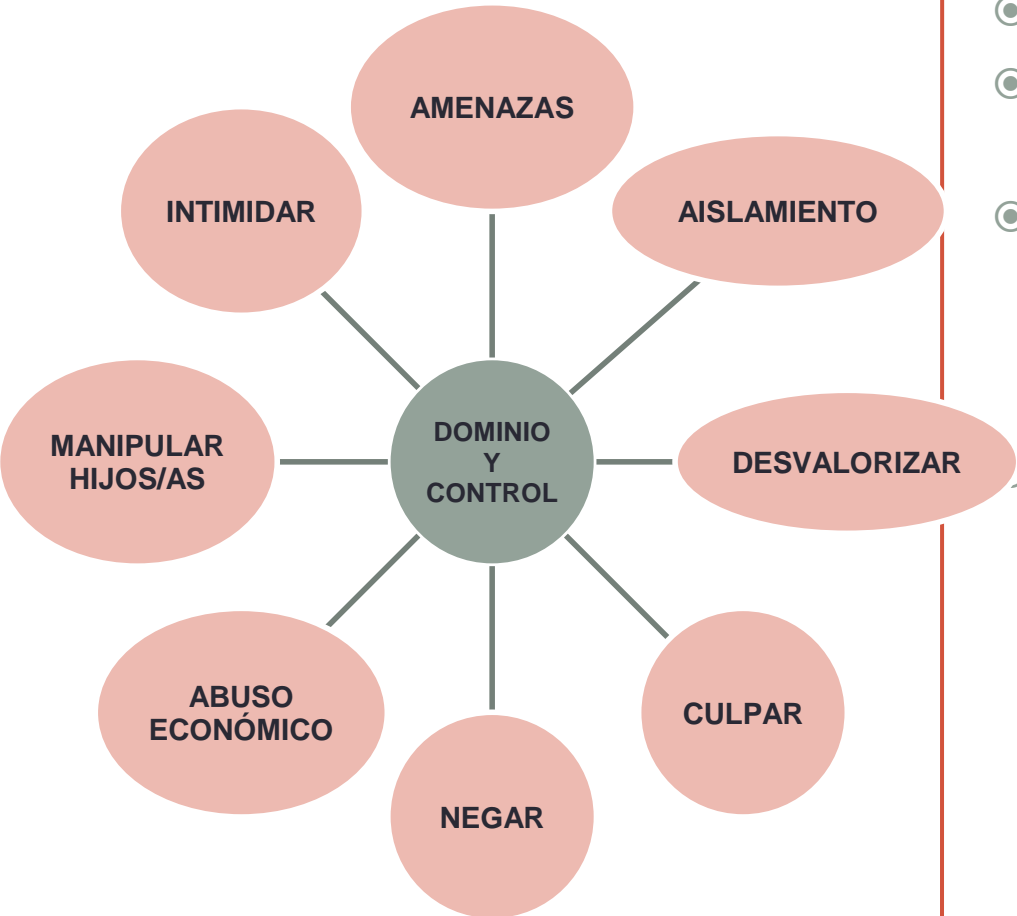 AMENAZAS
INTIMIDAR
AISLAMIENTO
MANIPULAR
HIJOS/AS
DOMINIO
Y
CONTROL
DESVALORIZAR
ABUSO
ECONÓMICO
CULPAR
NEGAR